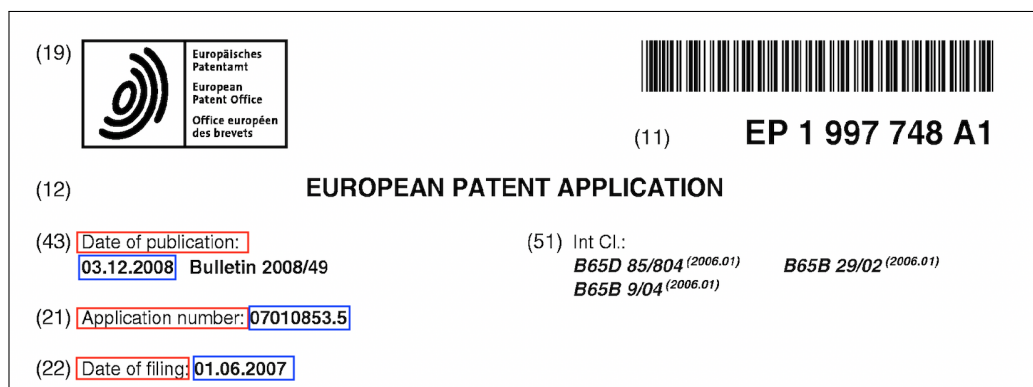 (19)
Europäisches
Patentamt
European
Patent Office
Office européen
des brevets
(11) EP 1 997 748 A1
(12) EUROPEAN PATENT APPLICATION
(43) Date of publication:
03.12.2008 Bulletin 2008/49
(21) Application number: 07010853.5
(22) Date of filing: 01.06.2007
(51) Int Cl.:
B65D 85/804 (2006.01) B65B 29/02 (2006.01)
B65B 9/04 (2006.01)